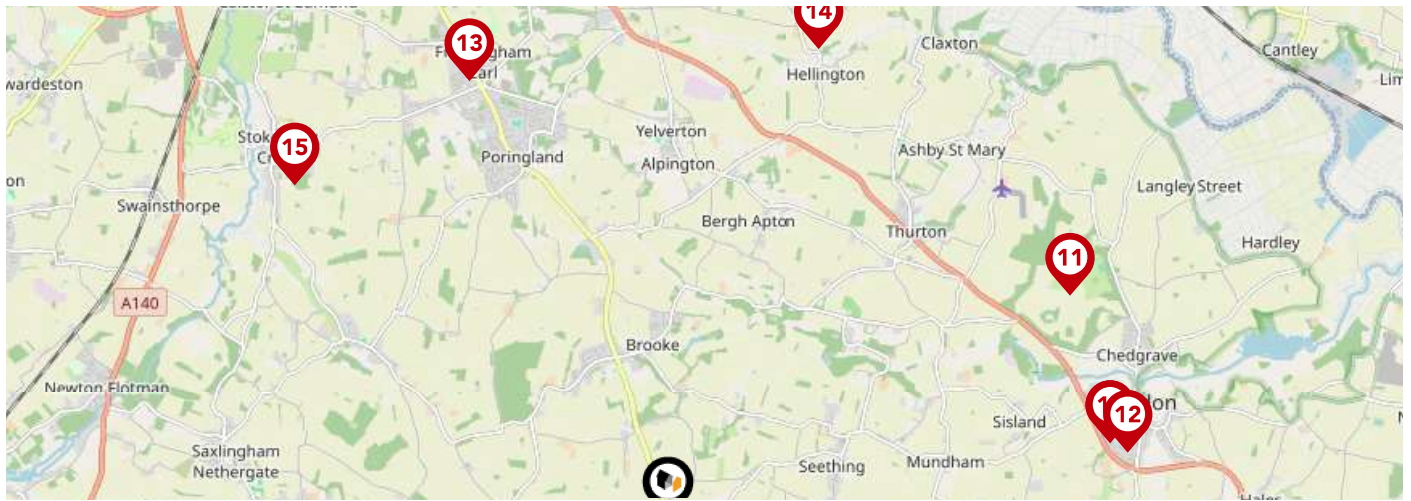 14
13
Claxton
Cantley
Hellington
wardeston
Yelverton
Alpington
Poringland
Ashby St Mary
15
on
Swainsthorpe
Langley Street
Bergh Apton
Thurton
Hardley
11
A140
Brooke
Chedgrave
Newton Flotman
12
Sisland
Saxlingham
Nethergate
Seething
Mundham